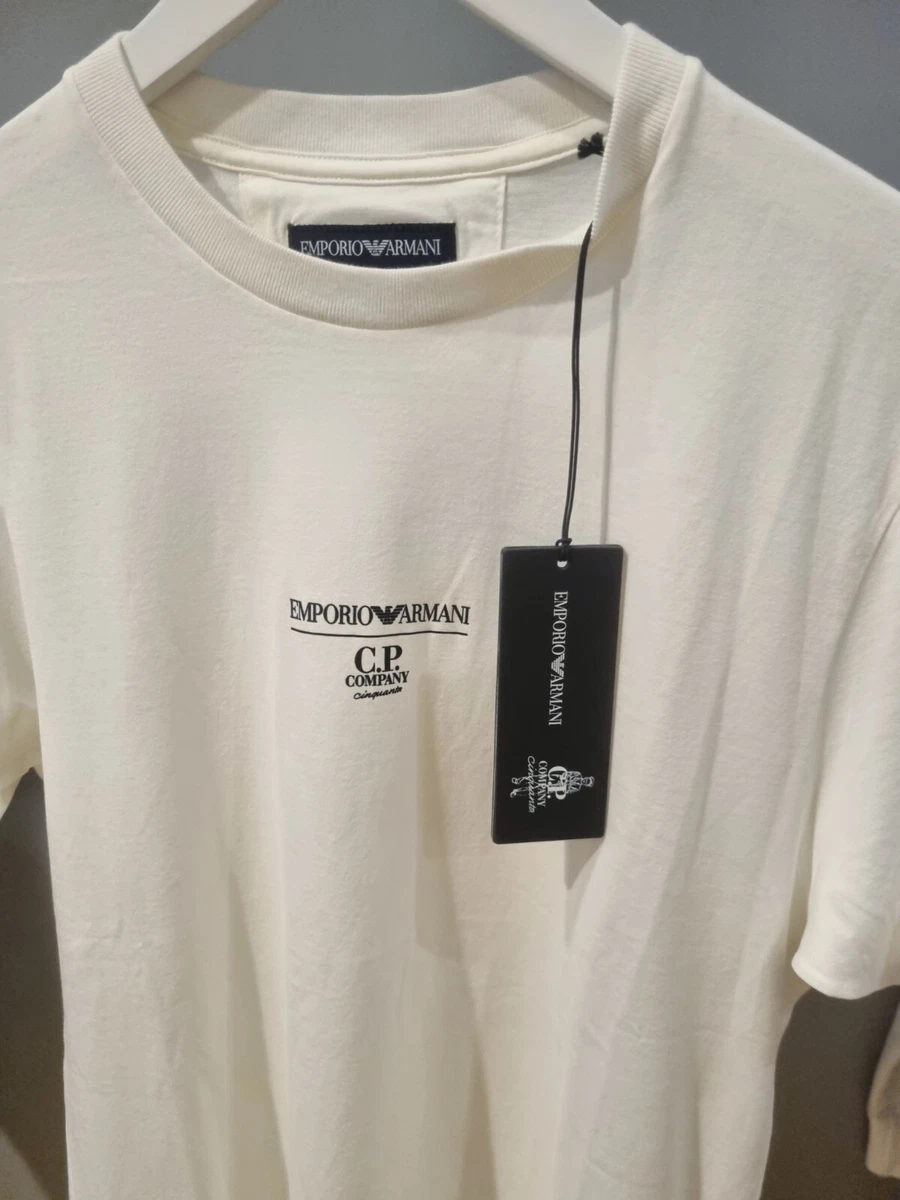 EMPORIO ARMANI
EMPORIO ARMANI
C.P.
COMPANY
Cinquanta
EMPORIO ARMANI
C.P.
COMPANY
Cinquanta